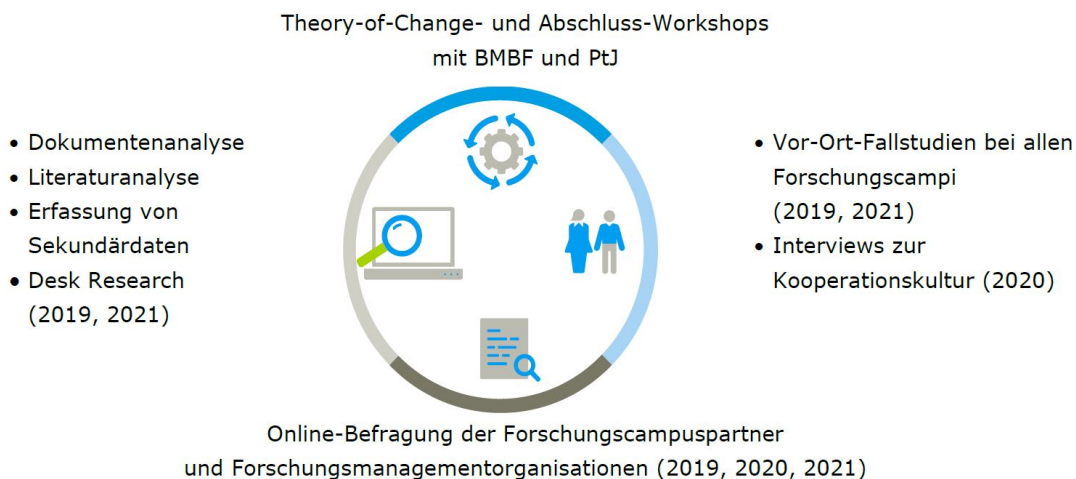 Theory-of-Change- und Abschluss-Workshops
mit BMBF und PtJ
• Dokumentenanalyse
• Literaturanalyse
• Erfassung von
Sekundärdaten
• Desk Research
(2019, 2021)
• Vor-Ort-Fallstudien bei allen
Forschungscampi
(2019, 2021)
• Interviews zur
Kooperationskultur (2020)
Online-Befragung der Forschungscampuspartner
und Forschungsmanagementorganisationen (2019, 2020, 2021)